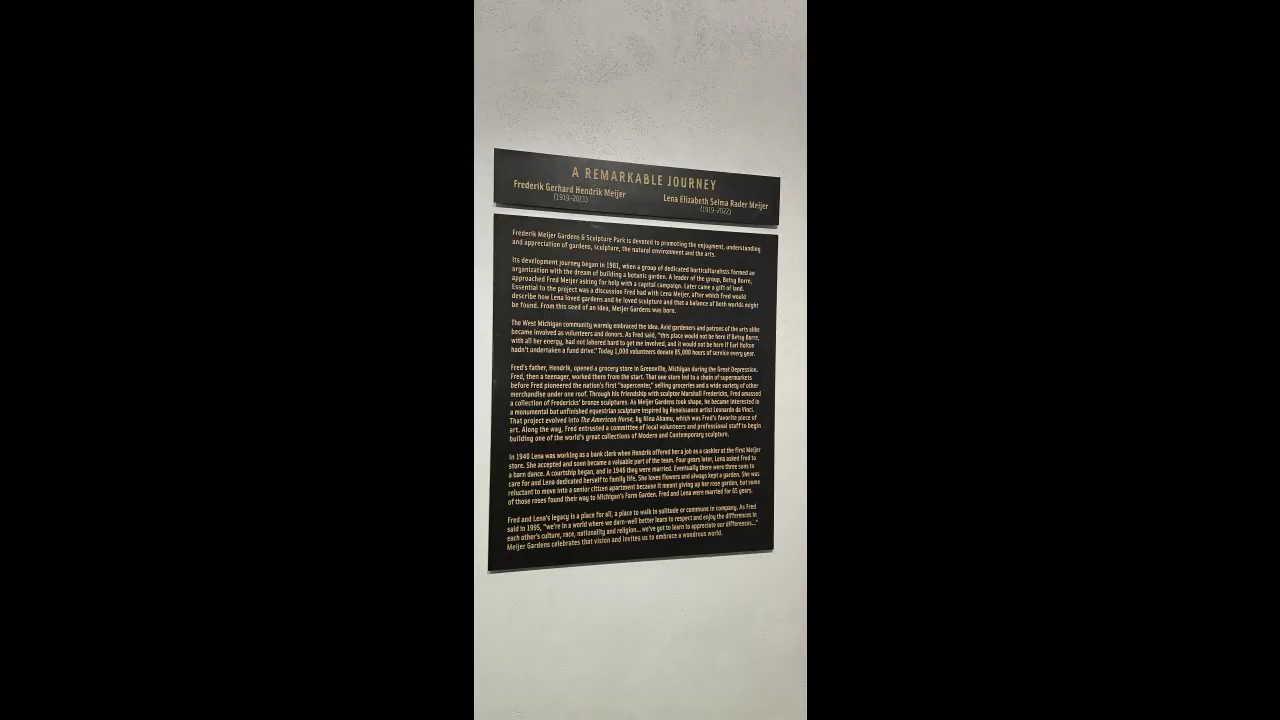 A REMARKABLE JOURNEY
Frederik Gerhard Hendrik Meijer
(1919-2011)
Lena Elizabeth Selma Rader Meijer
(1919-2022)
Frederik Meijer Gardens & Sculpture Park is devoted to promoting the enjoyment, understanding
and appreciation of gardens, sculpture, the natural environment and the arts.
Its development journey began in 1981, when a group of dedicated horticulturalists formed an
organization with the dream of building a botanic garden. A leader of the group, Betsy Borre,
approached Fred Meijer asking for help with a capital campaign. Later came a gift of land.
Essential to the project was a discussion Fred had with Lena Meijer, after which Fred would
describe how Lena loved gardens and he loved sculpture and that a balance of both worlds might
be found. From this seed of an idea, Meijer Gardens was born.
The West Michigan community warmly embraced the idea. Avid gardeners and patrons of the arts alike
became involved as volunteers and donors. As Fred said, "this place would not be here if Betsy Borre,
with all her energy, had not labored hard to get me involved, and it would not be here if Earl Holton
hadn't undertaken a fund drive." Today 1,000 volunteers donate 85,000 hours of service every year.
Fred's father, Hendrik, opened a grocery store in Greenville, Michigan during the Great Depression.
Fred, then a teenager, worked there from the start. That one store led to a chain of supermarkets
before Fred pioneered the nation's first "supercenter," selling groceries and a wide variety of other
merchandise under one roof. Through his friendship with sculptor Marshall Fredericks, Fred amassed
a collection of Fredericks' bronze sculptures. As Meijer Gardens took shape, he became interested in
a monumental but unfinished equestrian sculpture inspired by Renaissance artist Leonardo da Vinci.
That project evolved into The American Horse, by Nina Akamu, which was Fred's favorite piece of
art. Along the way, Fred entrusted a committee of local volunteers and professional staff to begin
building one of the world's great collections of Modern and Contemporary sculpture.
In 1940 Lena was working as a bank clerk when Hendrik offered her a job as a cashier at the first Meijer
store. She accepted and soon became a valuable part of the team. Four years later, Lena asked Fred to
a barn dance. A courtship began, and in 1946 they were married. Eventually there were three sons to
care for and Lena dedicated herself to family life. She loves flowers and always kept a garden. She was
reluctant to move into a senior citizen apartment because it meant giving up her rose garden, but some
of those roses found their way to Michigan's Farm Garden. Fred and Lena were married for 65 years.
Fred and Lena's legacy is a place for all, a place to walk in solitude or commune in company. As Fred
said in 1995, "we're in a world where we darn-well better learn to respect and enjoy the differences in
each other's culture, race, nationality and religion...we've got to learn to appreciate our differences..."
Meijer Gardens celebrates that vision and invites us to embrace a wondrous world.